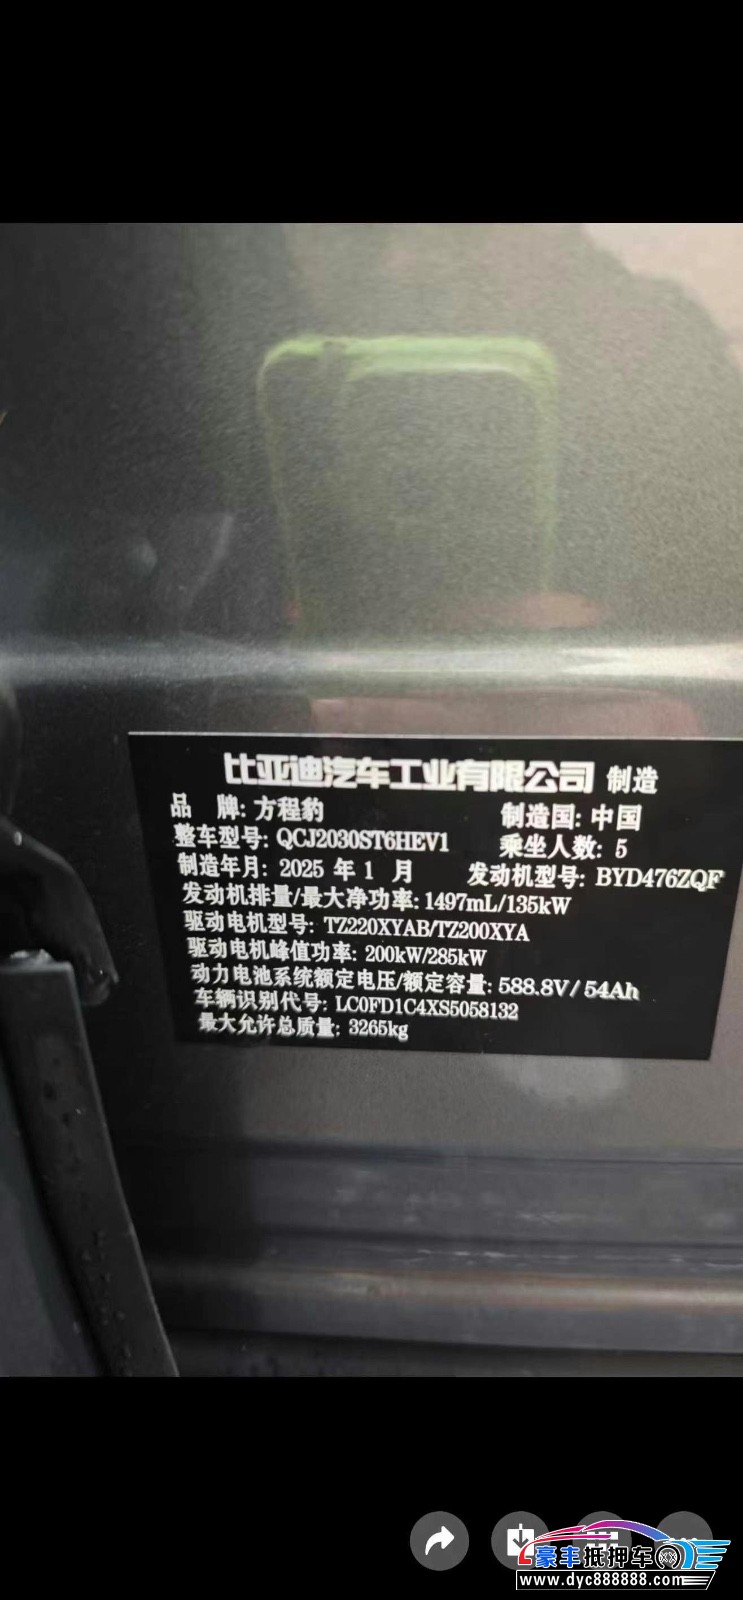 比亚迪汽车工业有限公司 制造
品 牌: 方程豹 制造国: 中国
整车型号: QCJ2030ST6HEV1 乘坐人数: 5
制造年月: 2025 年 1 月 发动机型号: BYD476ZQF
发动机排量/最大净功率: 1497mL/135kW
驱动电机型号: TZ220XYAB/TZ200XYA
驱动电机峰值功率: 200kW/285kW
动力电池系统额定电压/额定容量: 588.8V/ 54Ah
车辆识别代号: LC0FD1C4XS5058132
最大允许总质量: 3265kg
豪丰抵押车
www.dyc888888.com